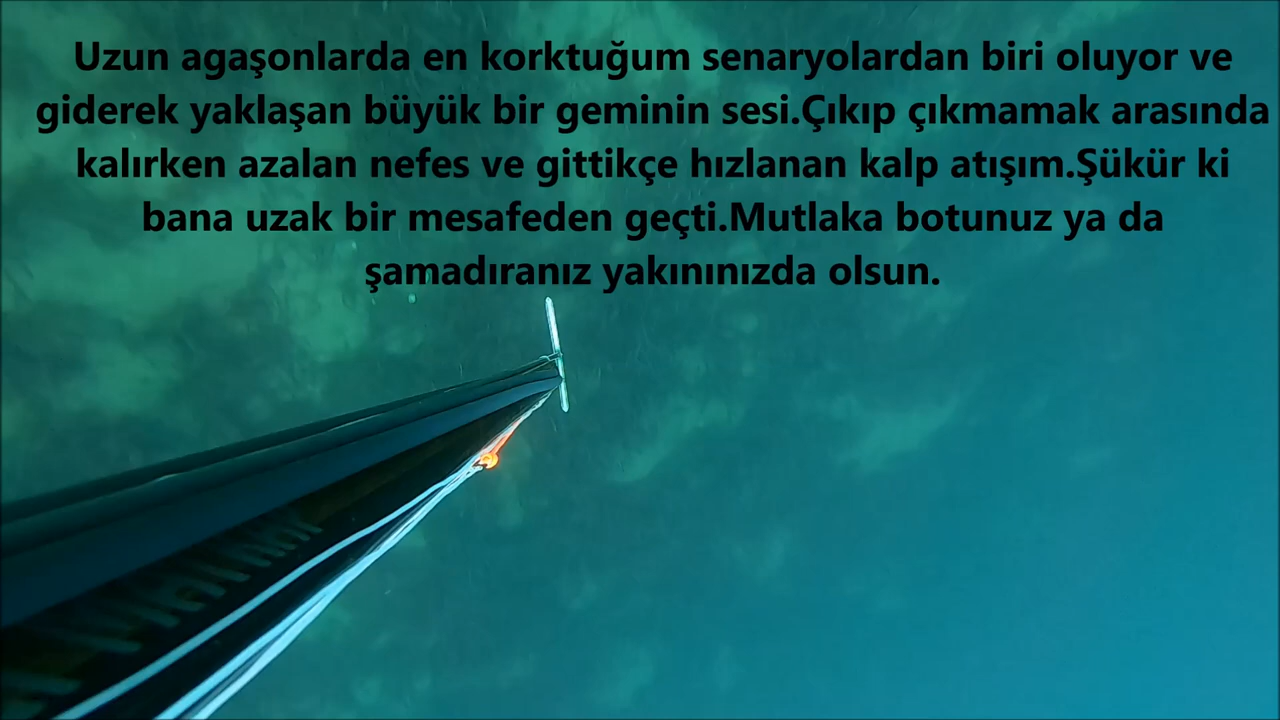 Uzun agaşonlarda en korktuğum senaryolardan biri oluyor ve
giderek yaklaşan büyük bir geminin sesi.Çıkıp çıkmamak arasında
kalırken azalan nefes ve gittikçe hızlanan kalp atışım.Şükür ki
bana uzak bir mesafeden geçti.Mutlaka botunuz ya da
şamadıranız yakınınızda olsun.